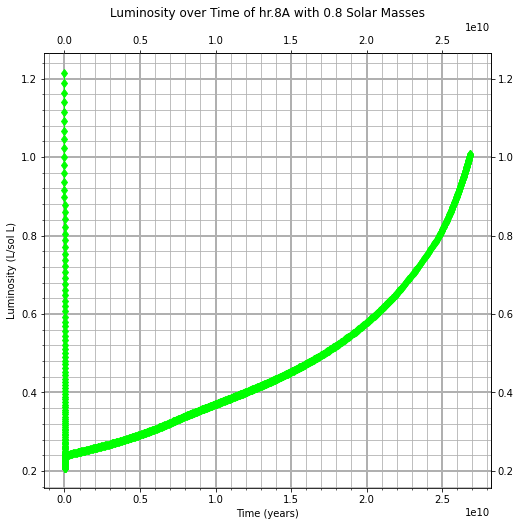 Luminosity over Time of hr.8A with 0.8 Solar Masses
1e10
0.0 0.5 1.0 1.5 2.0 2.5
1.2 1.2
1.0 1.0
0.8 0.8
Luminosity (L/sol L)
0.6 0.6
0.4 0.4
0.2 0.2
0.0 0.5 1.0 1.5 2.0 2.5
Time (years)
1e10